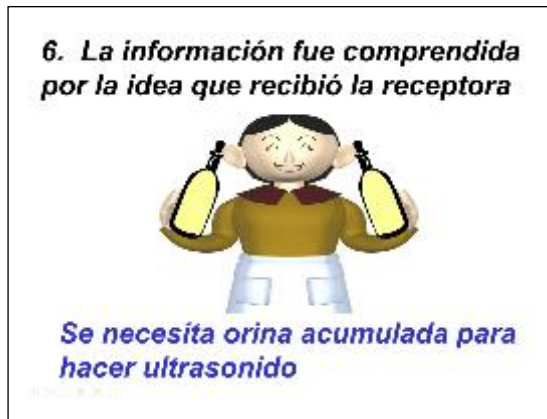 6. La información fue comprendida
por la idea que recibió la receptora
Se necesita orina acumulada para
hacer ultrasonido